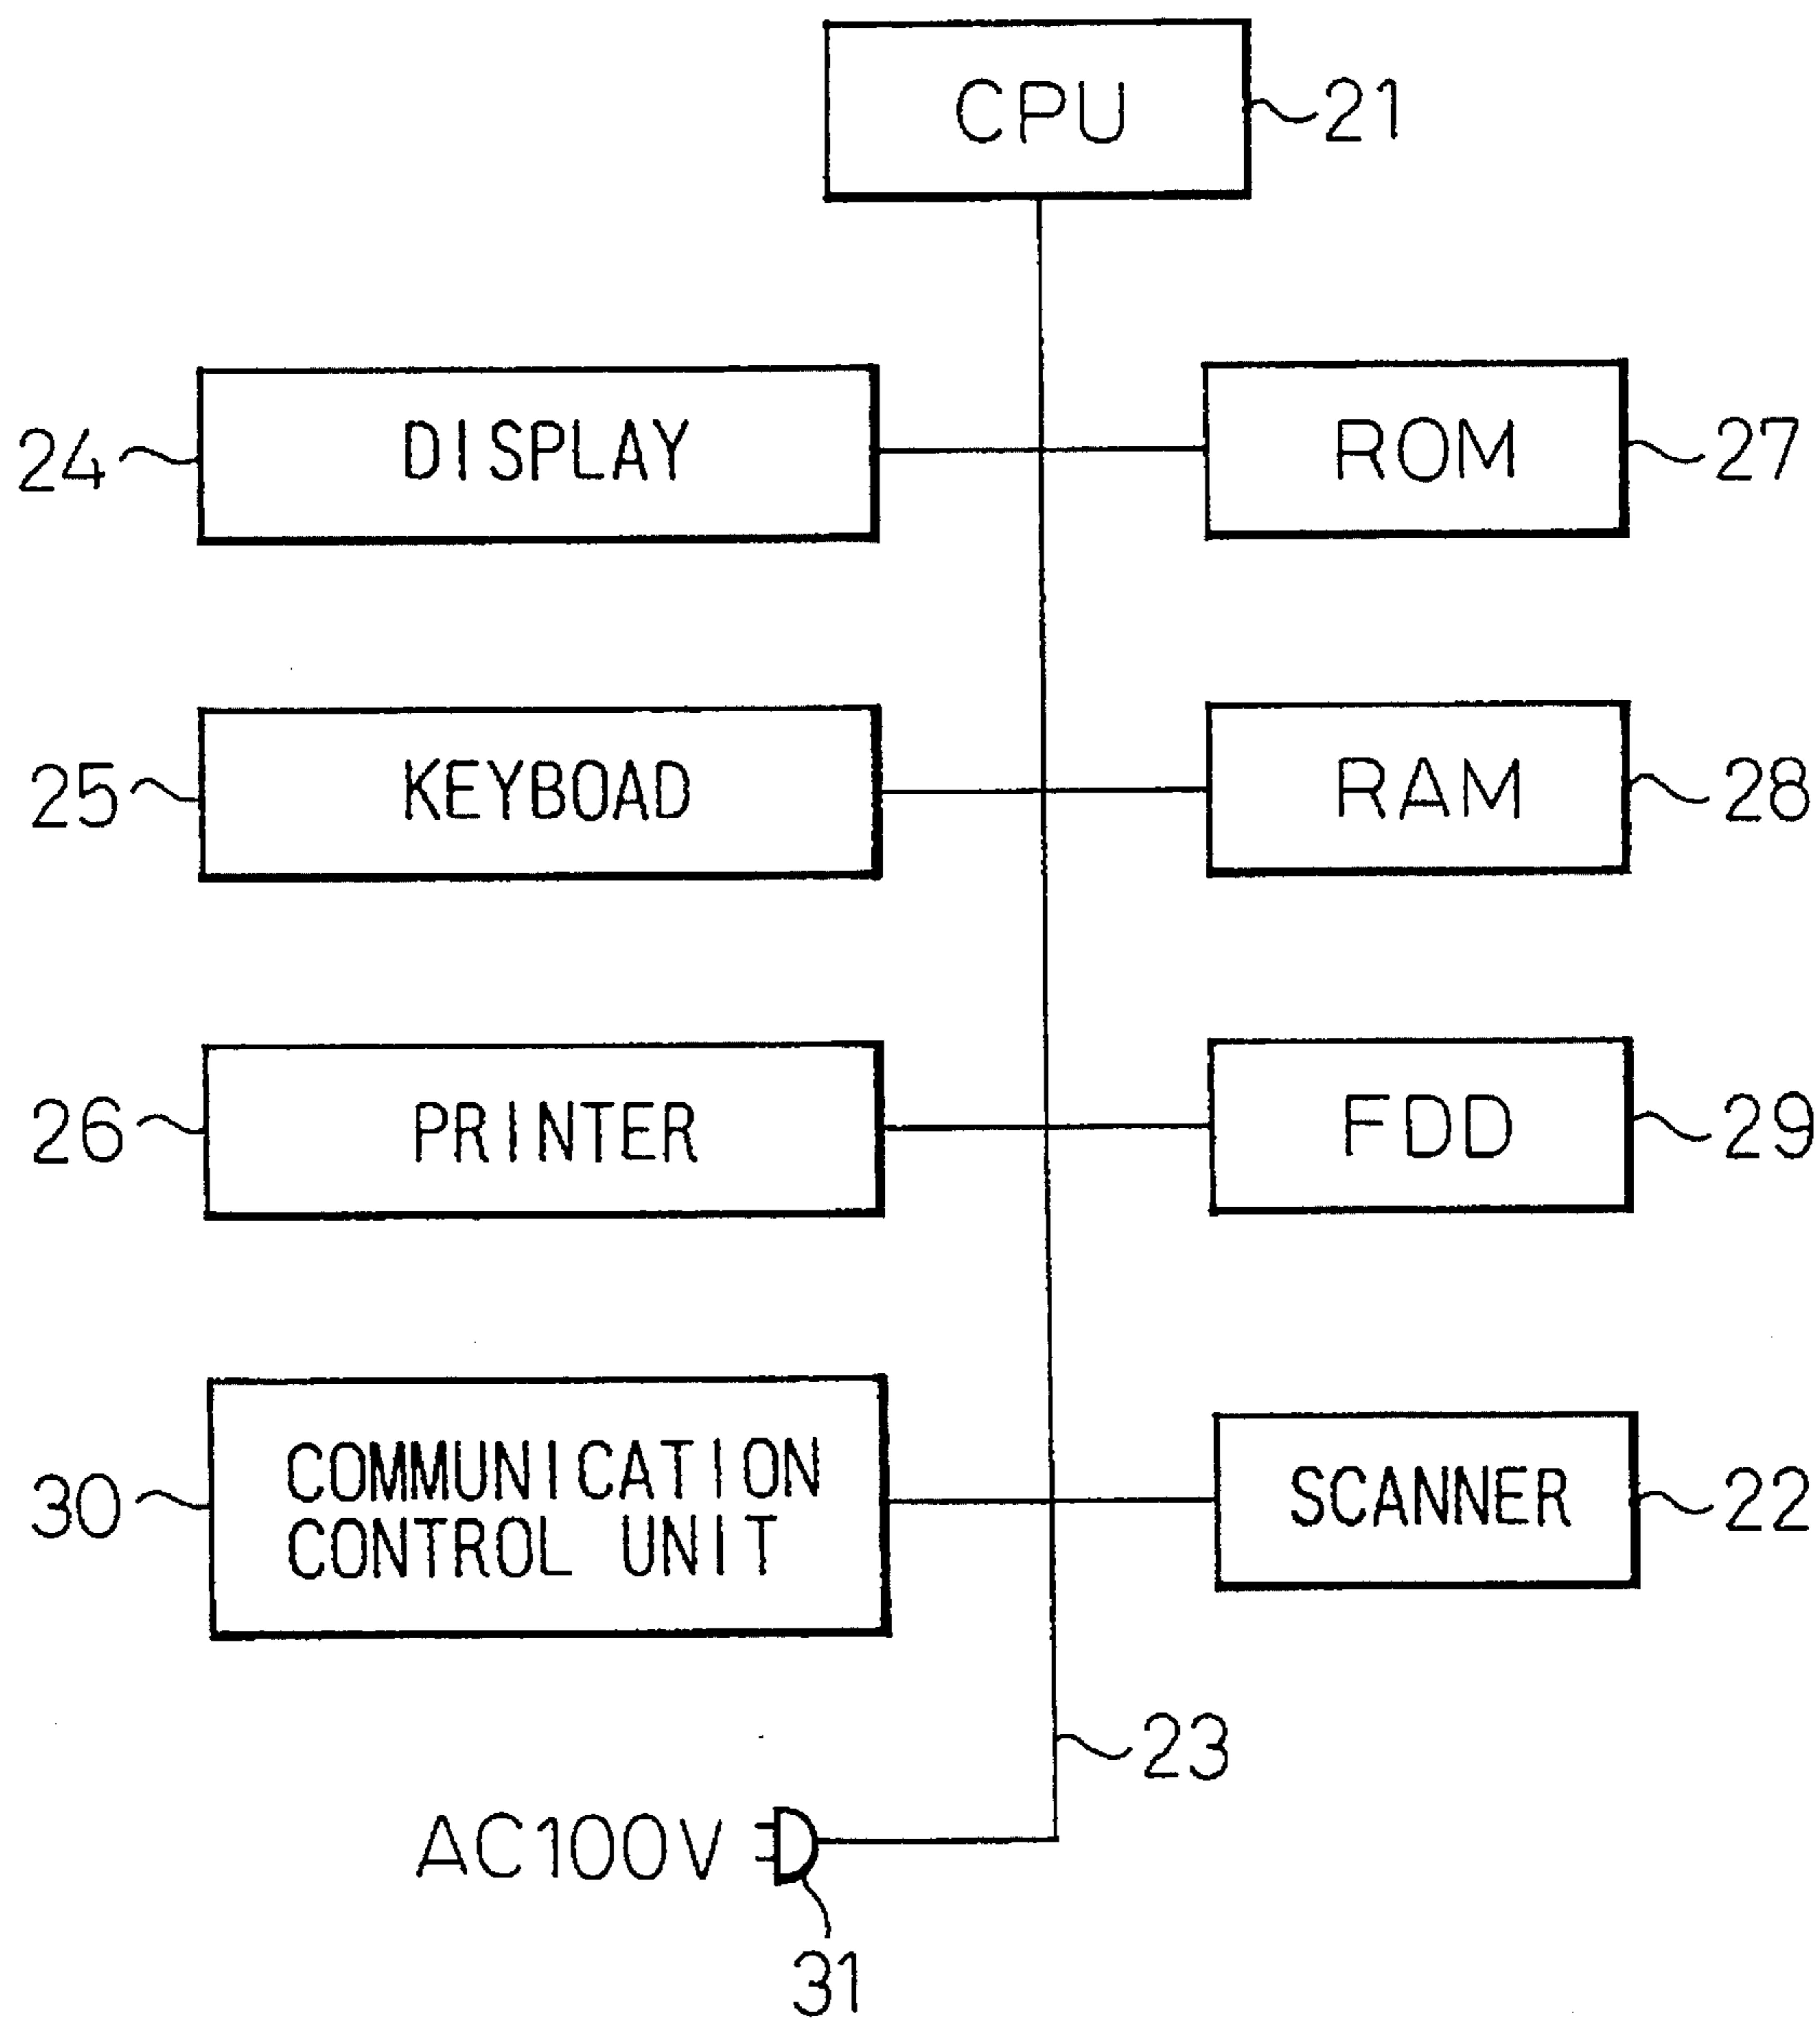 CPU
21
24
DISPLAY
ROM
27
25
KEYBOAD
RAM
28
26
PRINTER
FDD
29
30
COMMUNICATION
CONTROL UNIT
SCANNER
22
23
AC100V
31